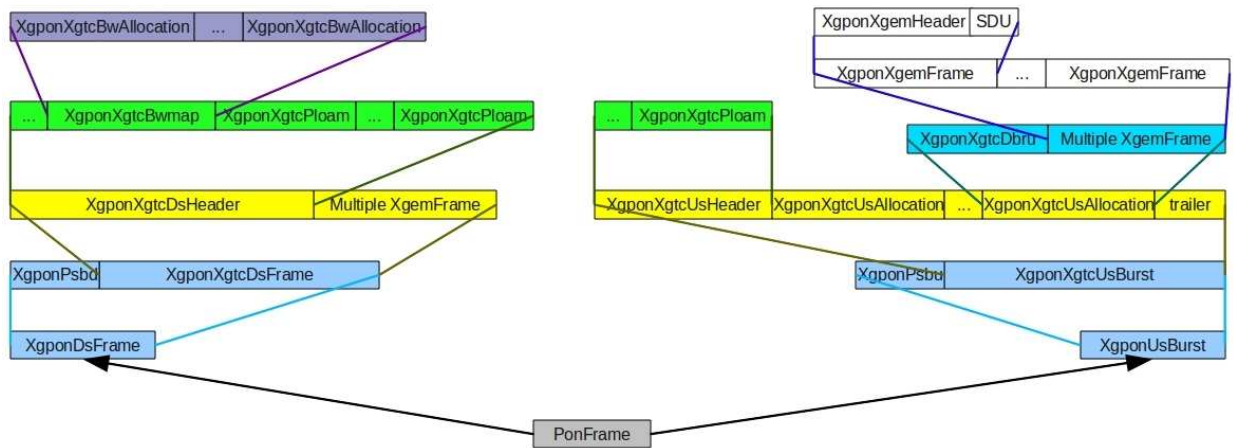 XgponXgtcBwAllocation ... XgponXgtcBwAllocation
XgponXgemHeader SDU
XgponXgemFrame ... XgponXgemFrame
... XgponXgtcBwmap XgponXgtcPloam ... XgponXgtcPloam
... XgponXgtcPloam
XgponXgtcDbru Multiple XgemFrame
XgponXgtcDsHeader Multiple XgemFrame
XgponXgtcUsHeader XgponXgtcUsAllocation ... XgponXgtcUsAllocation trailer
XgponPsbd XgponXgtcDsFrame
XgponPsbu XgponXgtcUsBurst
XgponDsFrame
XgponUsBurst
PonFrame